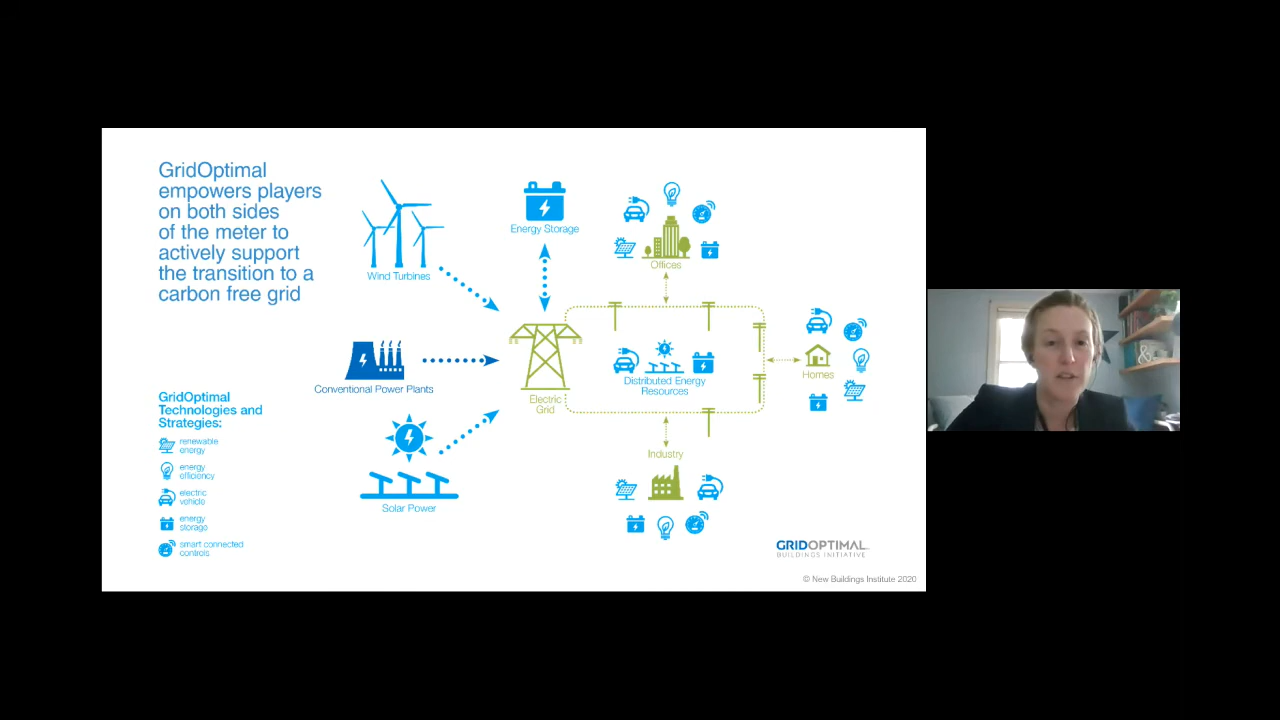 GridOptimal
empowers players
on both sides
of the meter to
actively support
the transition to a
carbon free grid
Wind Turbines
Energy Storage
Offices
Conventional Power Plants
Electric
Grid
Distributed Energy
Resources
Homes
Solar Power
Industry
GridOptimal
Technologies and
Strategies:
renewable
energy
energy
efficiency
electric
vehicle
energy
storage
smart connected
controls
GRIDOPTIMAL
BUILDINGS INITIATIVE
© New Buildings Institute 2020